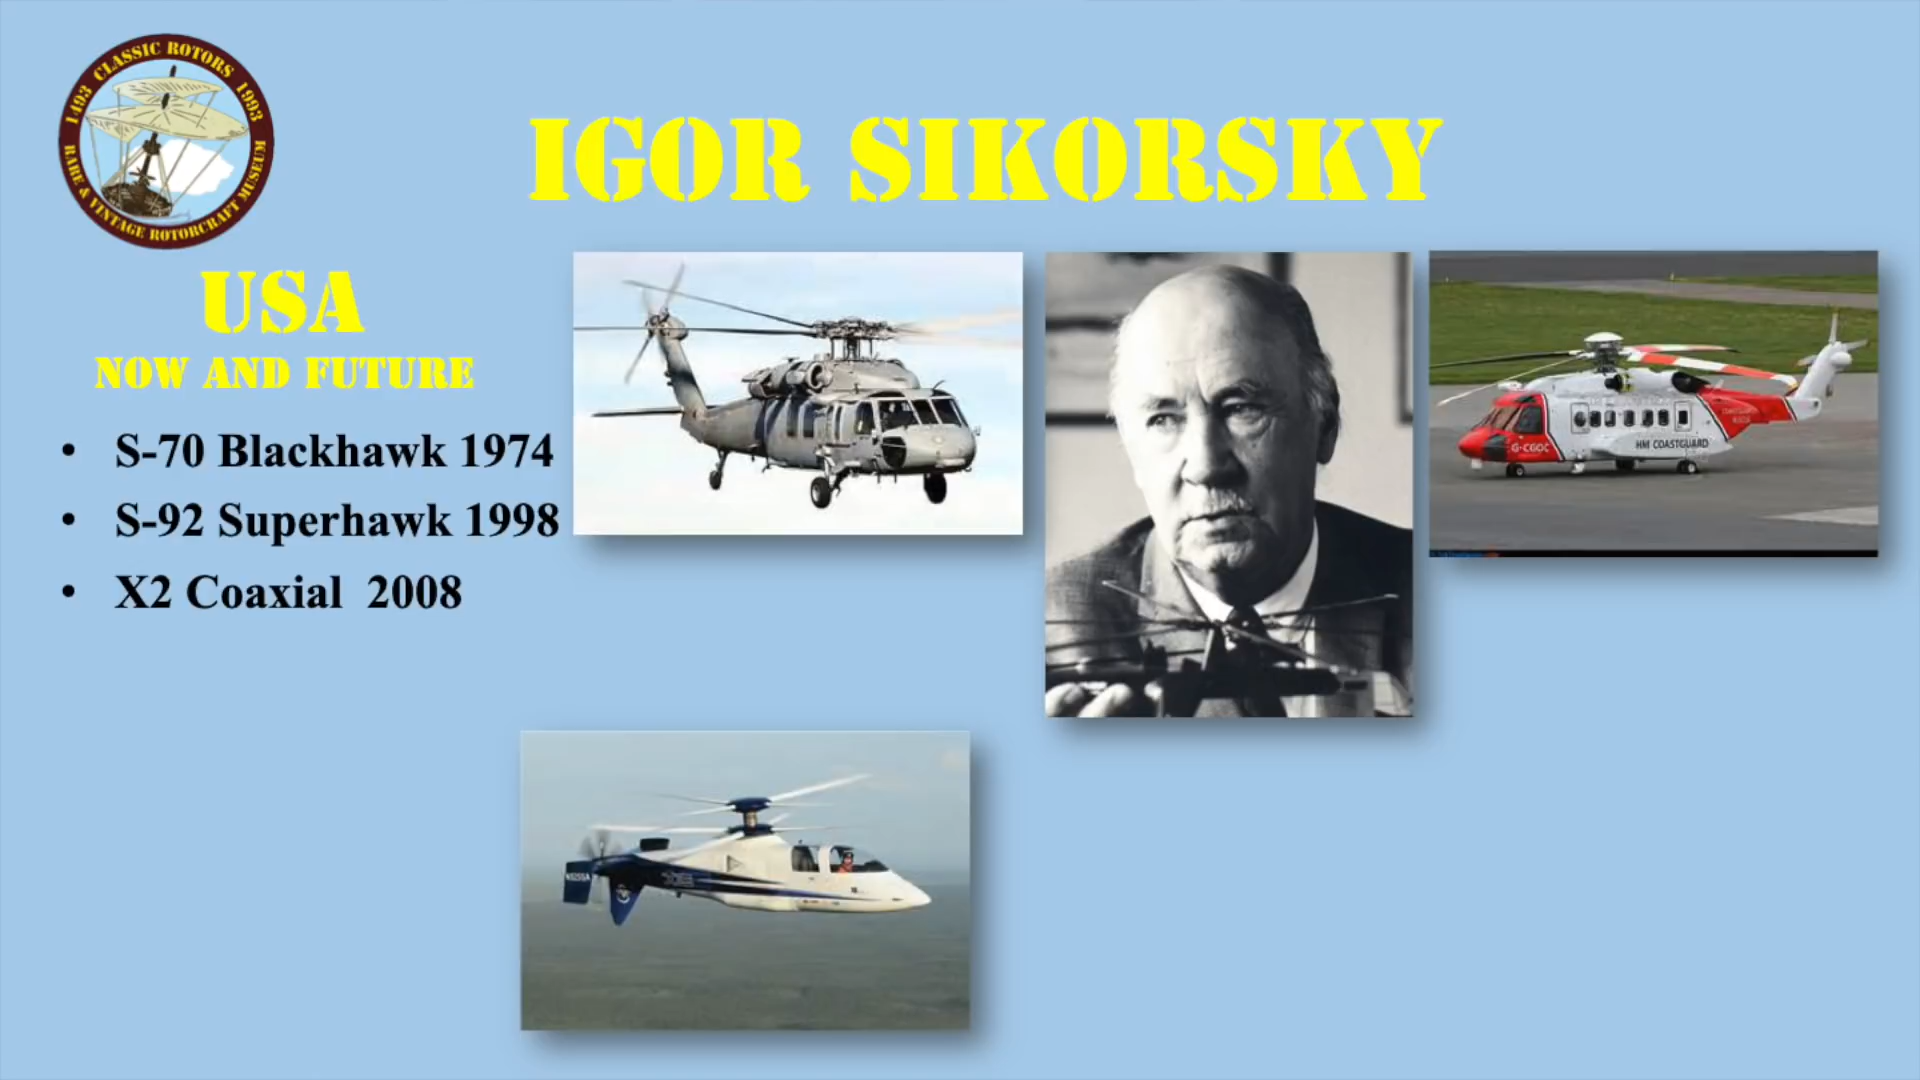 1493 CLASSIC ROTORS 1993
RARE & VINTAGE ROTORCRAFT MUSEUM
IGOR SIKORSKY
USA
NOW AND FUTURE
• S-70 Blackhawk 1974
• S-92 Superhawk 1998
• X2 Coaxial 2008
G-CGOC
HM COASTGUARD